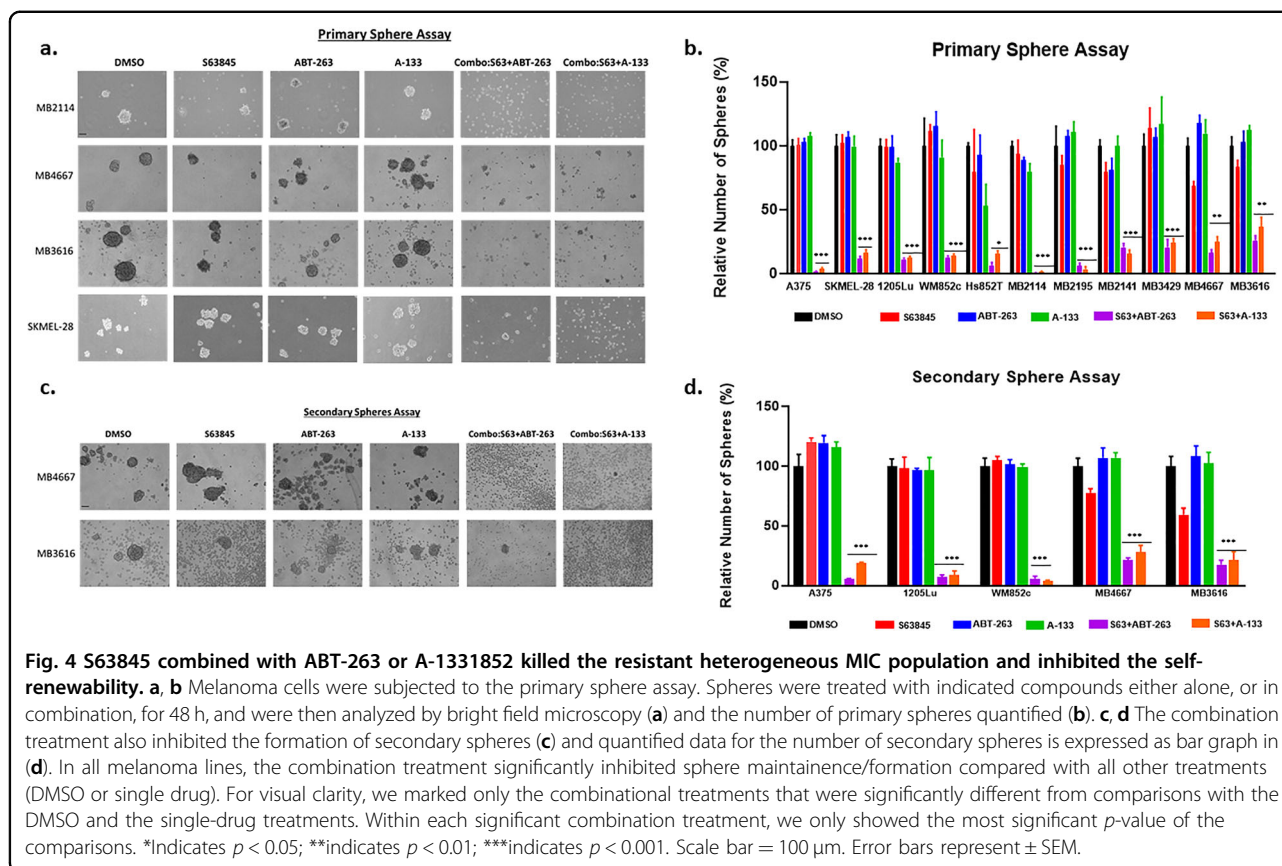 a.
Primary Sphere Assay
DMSO S63845 ABT-263 A-133 Combo:S63+ABT-263 Combo:S63+A-133
MB2114
MB4667
MB3616
SKMEL-28
b.
Primary Sphere Assay
Relative Number of Spheres (%)
150
100
50
0
*** *** *** *** * *** *** *** *** ** **
A375 SKMEL-28 1205Lu WM852c Hs852T MB2114 MB2195 MB2141 MB3429 MB4667 MB3616
DMSO S63845 ABT-263 A-133 S63+ABT-263 S63+A-133
c.
Secondary Spheres Assay
DMSO S63845 ABT-263 A-133 Combo:S63+ABT-263 Combo:S63+A-133
MB4667
MB3616
d.
Secondary Sphere Assay
Relative Number of Spheres (%)
150
100
50
0
*** *** *** *** ***
A375 1205Lu WM852c MB4667 MB3616
DMSO S63845 ABT-263 A-133 S63+ABT-263 S63+A-133
Fig. 4 S63845 combined with ABT-263 or A-1331852 killed the resistant heterogeneous MIC population and inhibited the self-
renewability. a, b Melanoma cells were subjected to the primary sphere assay. Spheres were treated with indicated compounds either alone, or in
combination, for 48 h, and were then analyzed by bright field microscopy (a) and the number of primary spheres quantified (b). c, d The combination
treatment also inhibited the formation of secondary spheres (c) and quantified data for the number of secondary spheres is expressed as bar graph in
(d). In all melanoma lines, the combination treatment significantly inhibited sphere maintainence/formation compared with all other treatments
(DMSO or single drug). For visual clarity, we marked only the combinational treatments that were significantly different from comparisons with the
DMSO and the single-drug treatments. Within each significant combination treatment, we only showed the most significant p-value of the
comparisons. *Indicates p < 0.05; **indicates p < 0.01; ***indicates p < 0.001. Scale bar = 100 µm. Error bars represent ± SEM.